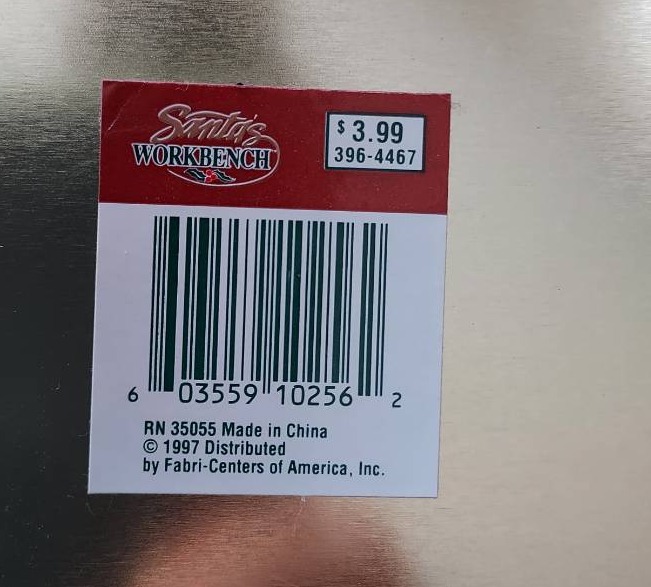 Santa's
WORKBENCH
$ 3.99
396-4467
6 03559 10256 2
RN 35055 Made in China
© 1997 Distributed
by Fabri-Centers of America, Inc.